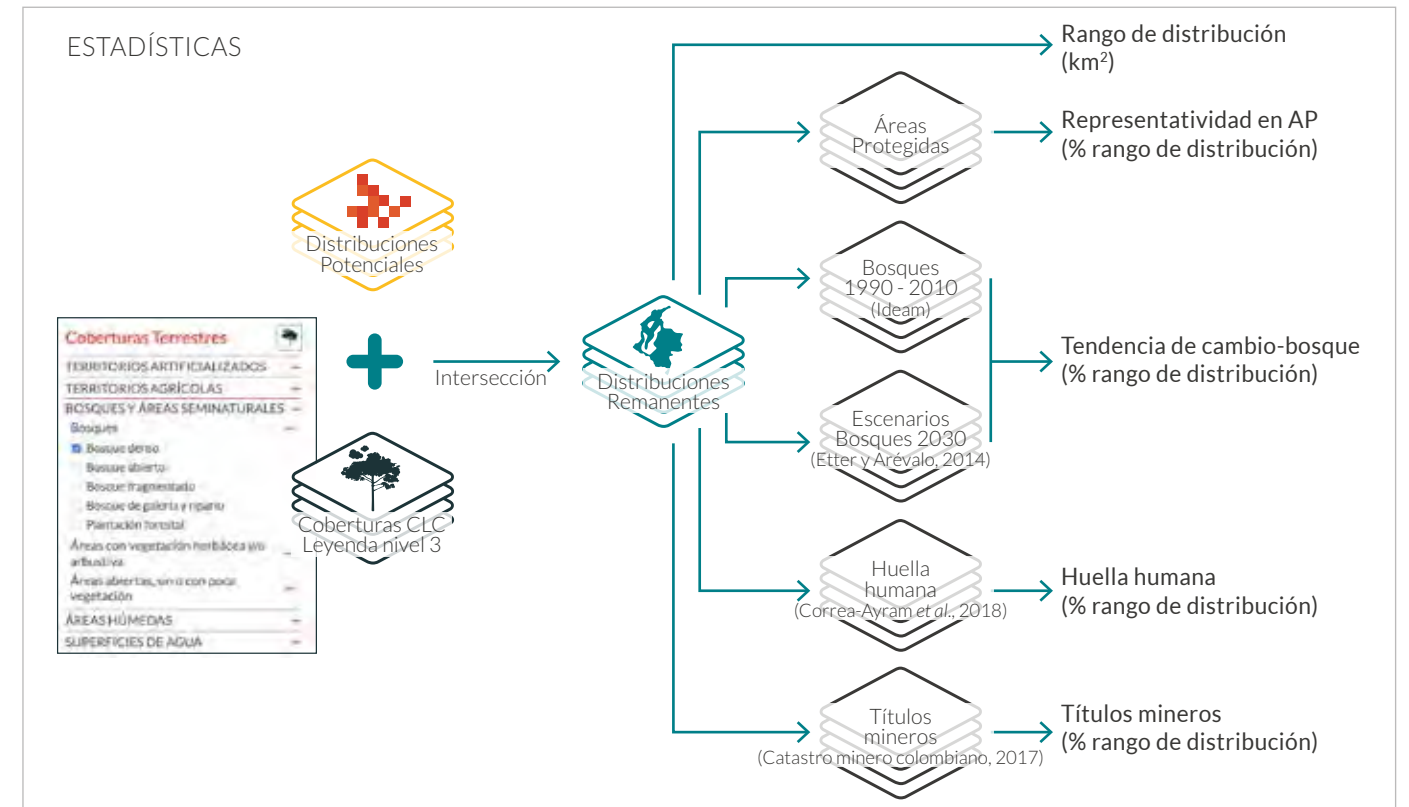 ESTADÍSTICAS
Distribuciones
Potenciales
Coberturas Terrestres
TERRITORIOS ARTIFICIALIZADOS
TERRITORIOS AGRÍCOLAS
BOSQUES Y ÁREAS SEMINATURALES
Bosques
Bosque denso
Bosque abierto
Bosque fragmentado
Bosque de galería y ripario
Plantación forestal
Áreas con vegetación herbácea y/o
arbustiva
Áreas abiertas, sin o con poca
vegetación
ÁREAS HÚMEDAS
SUPERFICIES DE AGUA
Coberturas CLC
Leyenda nivel 3
Intersección
Distribuciones
Remanentes
Rango de distribución
(km²)
Áreas
Protegidas
Representatividad en AP
(% rango de distribución)
Bosques
1990 - 2010
(Ideam)
Escenarios
Bosques 2030
(Etter y Arévalo, 2014)
Tendencia de cambio-bosque
(% rango de distribución)
Huella
humana
(Correa-Ayram et al., 2018)
Huella humana
(% rango de distribución)
Títulos
mineros
(Catastro minero colombiano, 2017)
Títulos mineros
(% rango de distribución)